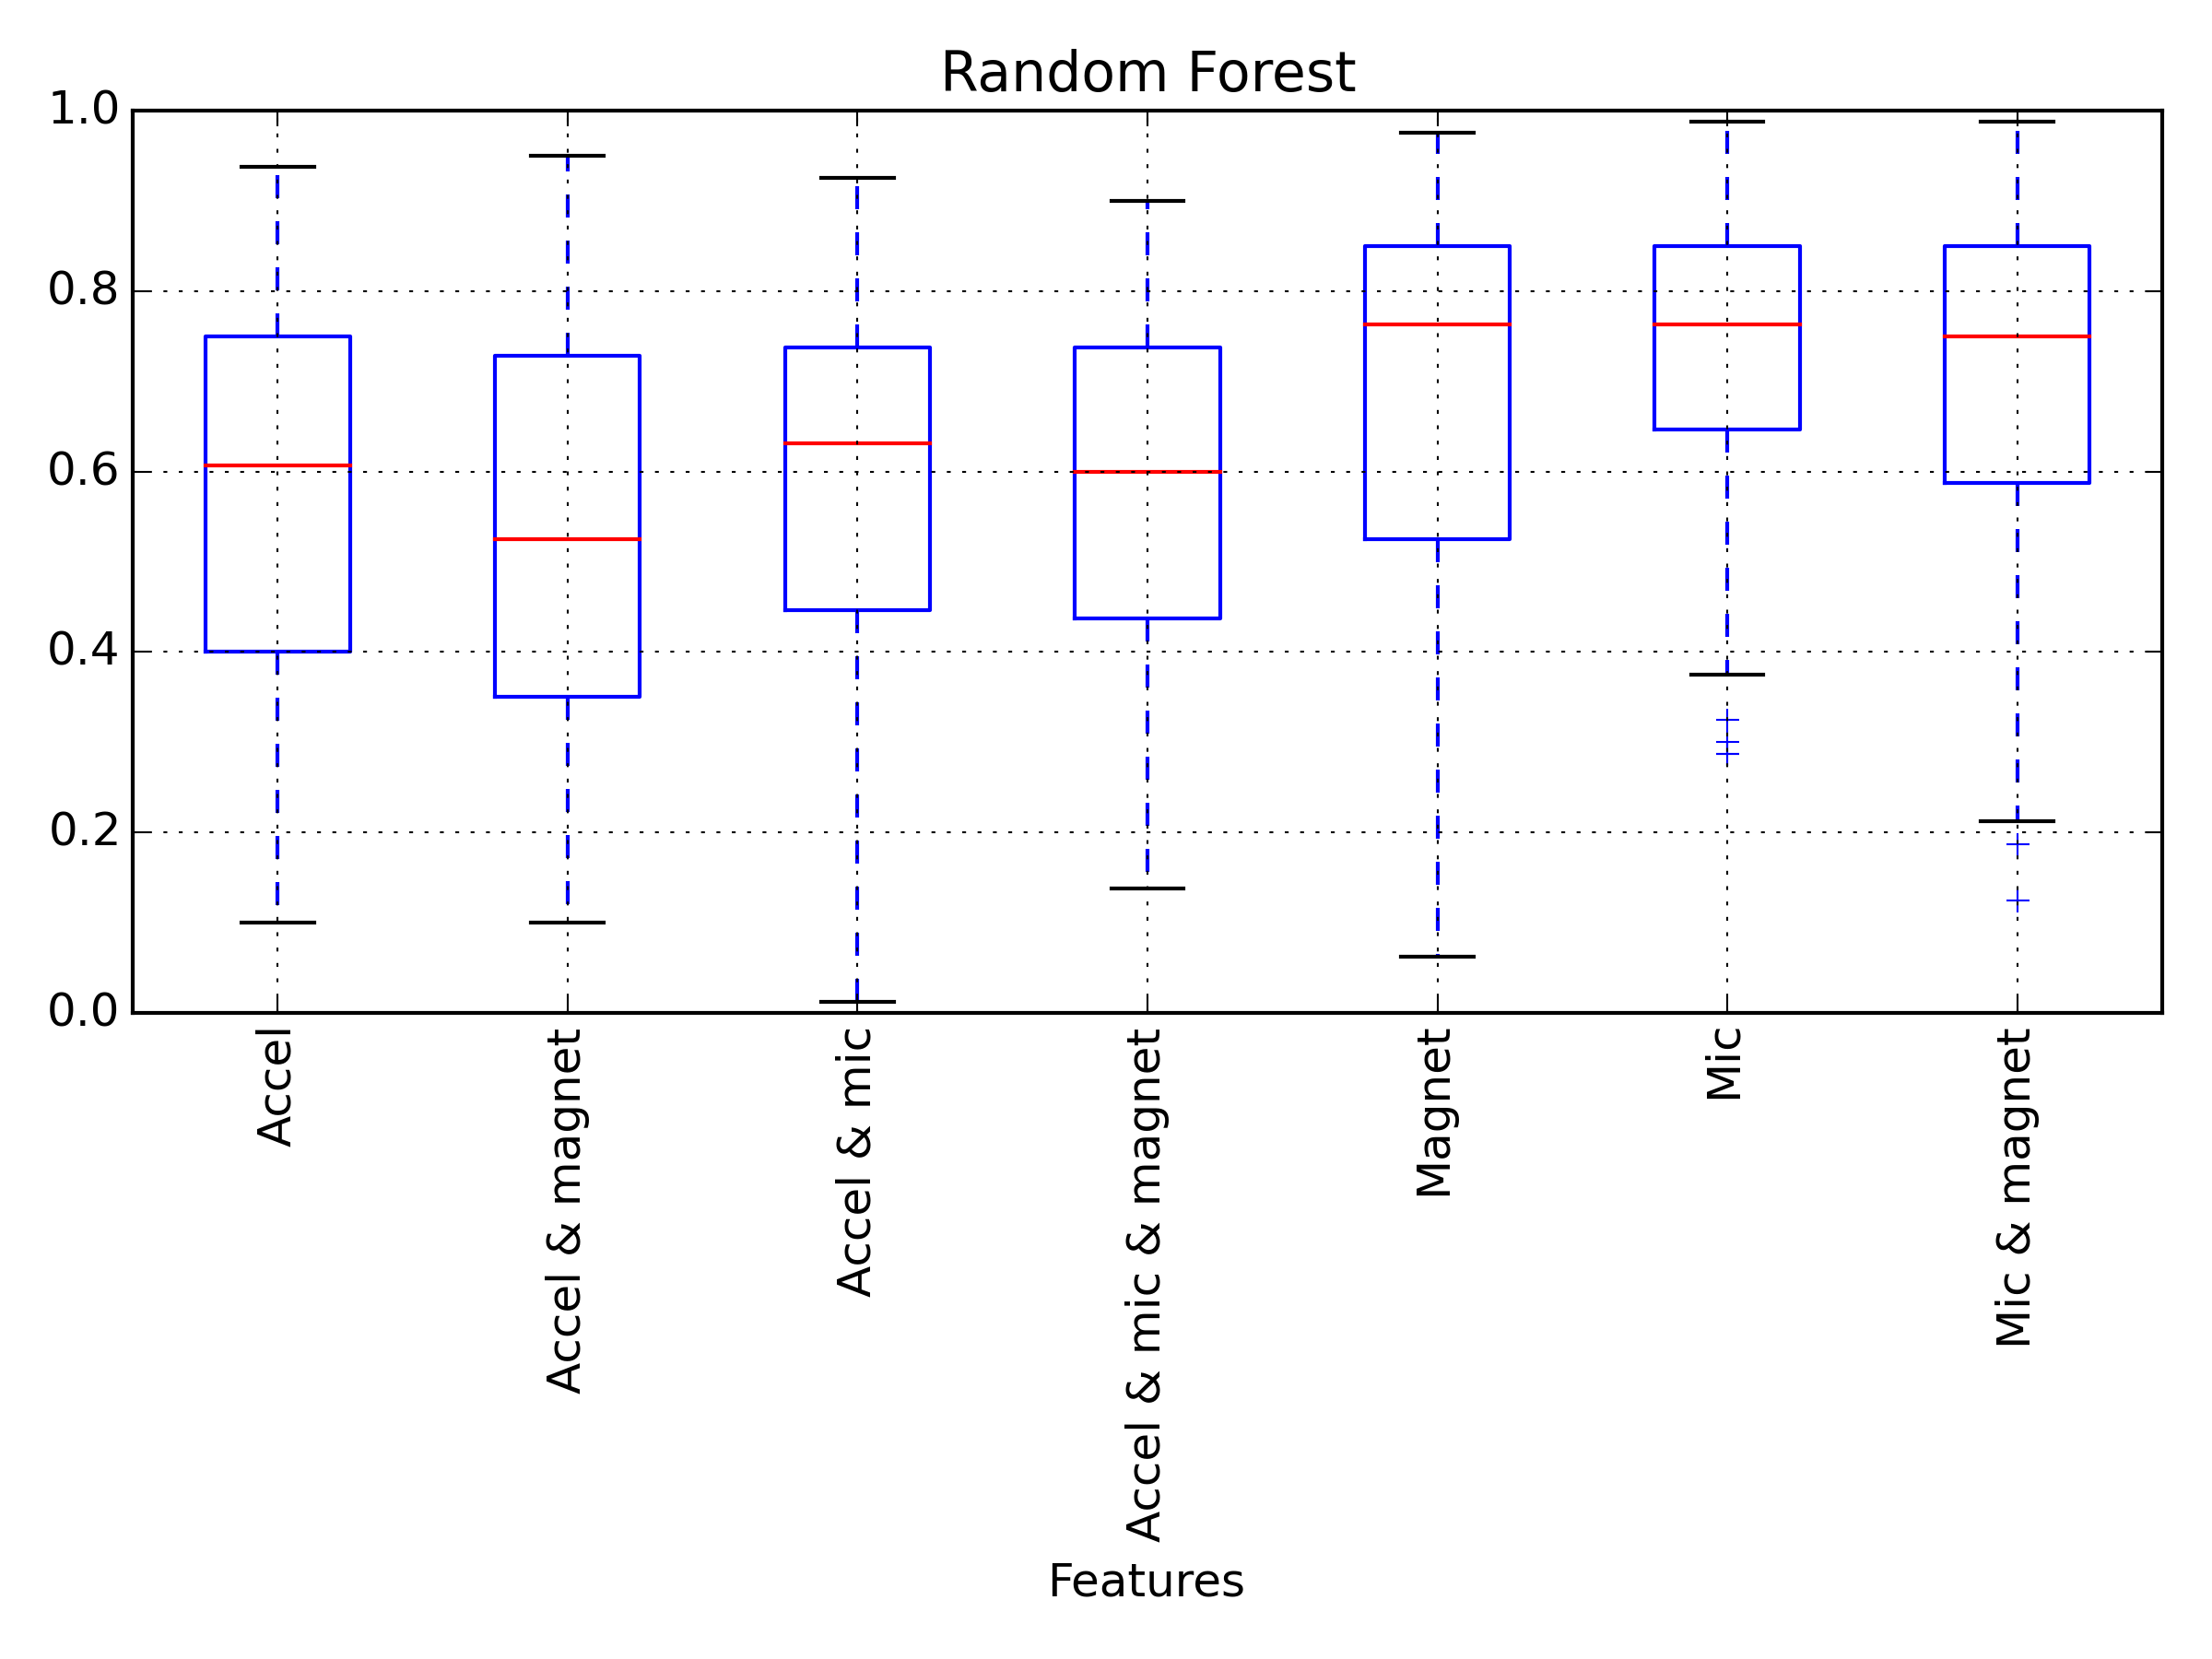 Random Forest
1.0
0.8
0.6
0.4
0.2
0.0
Accel
Accel & magnet
Accel & mic
Accel & mic & magnet
Magnet
Mic
Mic & magnet
Features